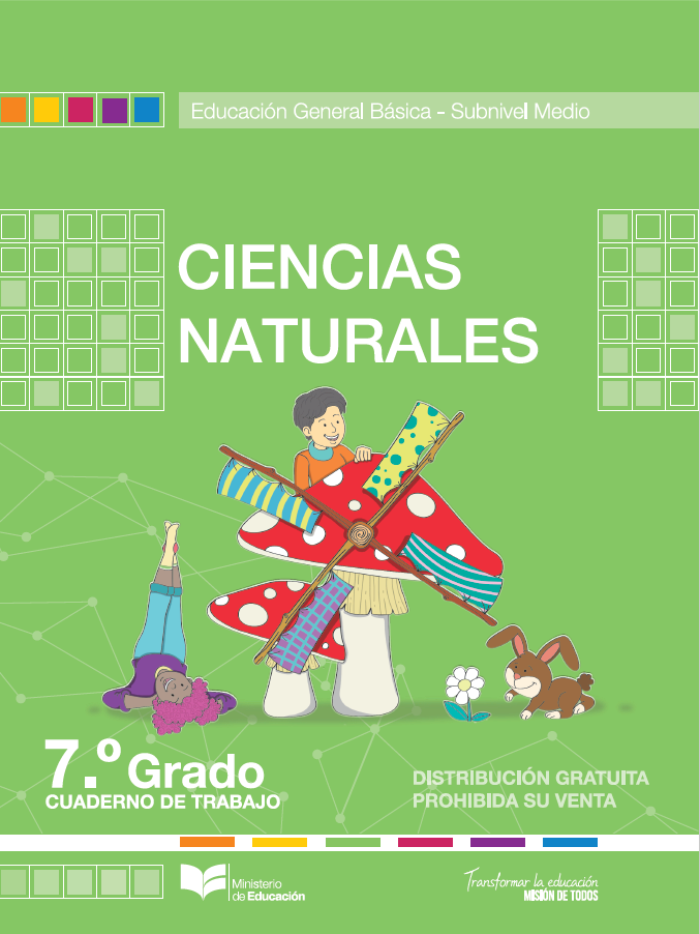 Educación General Básica - Subnivel Medio
CIENCIAS
NATURALES
7.º Grado
CUADERNO DE TRABAJO
DISTRIBUCIÓN GRATUITA
PROHIBIDA SU VENTA
Ministerio
de Educación
Transformar la educación
MISIÓN DE TODOS